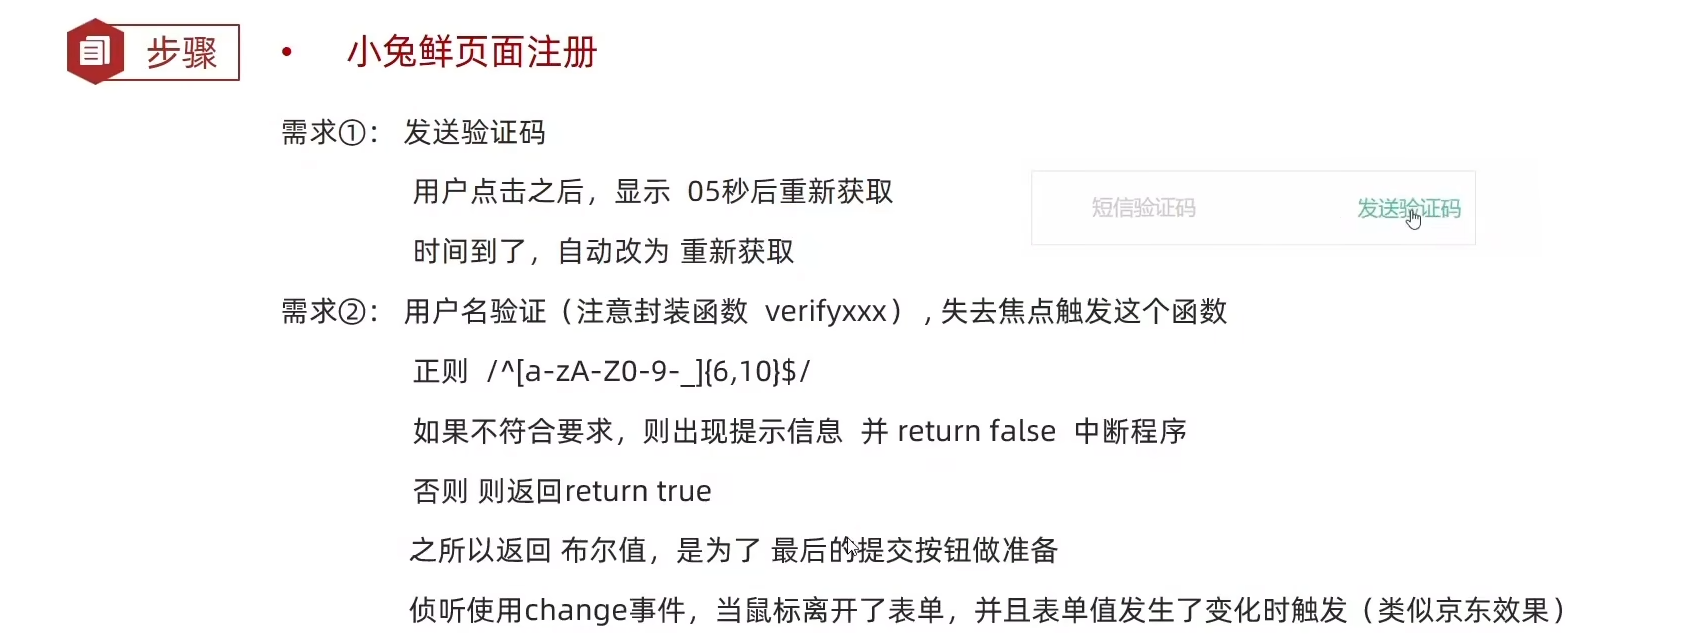 步骤
• 小兔鲜页面注册
需求①： 发送验证码
用户点击之后，显示 05秒后重新获取
短信验证码 发送验证码
时间到了，自动改为 重新获取
需求②： 用户名验证（注意封装函数 verifyxxx） , 失去焦点触发这个函数
正则 /^[a-zA-Z0-9-_]{6,10}$/
如果不符合要求，则出现提示信息 并 return false 中断程序
否则 则返回return true
之所以返回 布尔值，是为了 最后的提交按钮做准备
侦听使用change事件，当鼠标离开了表单，并且表单值发生了变化时触发（类似京东效果）